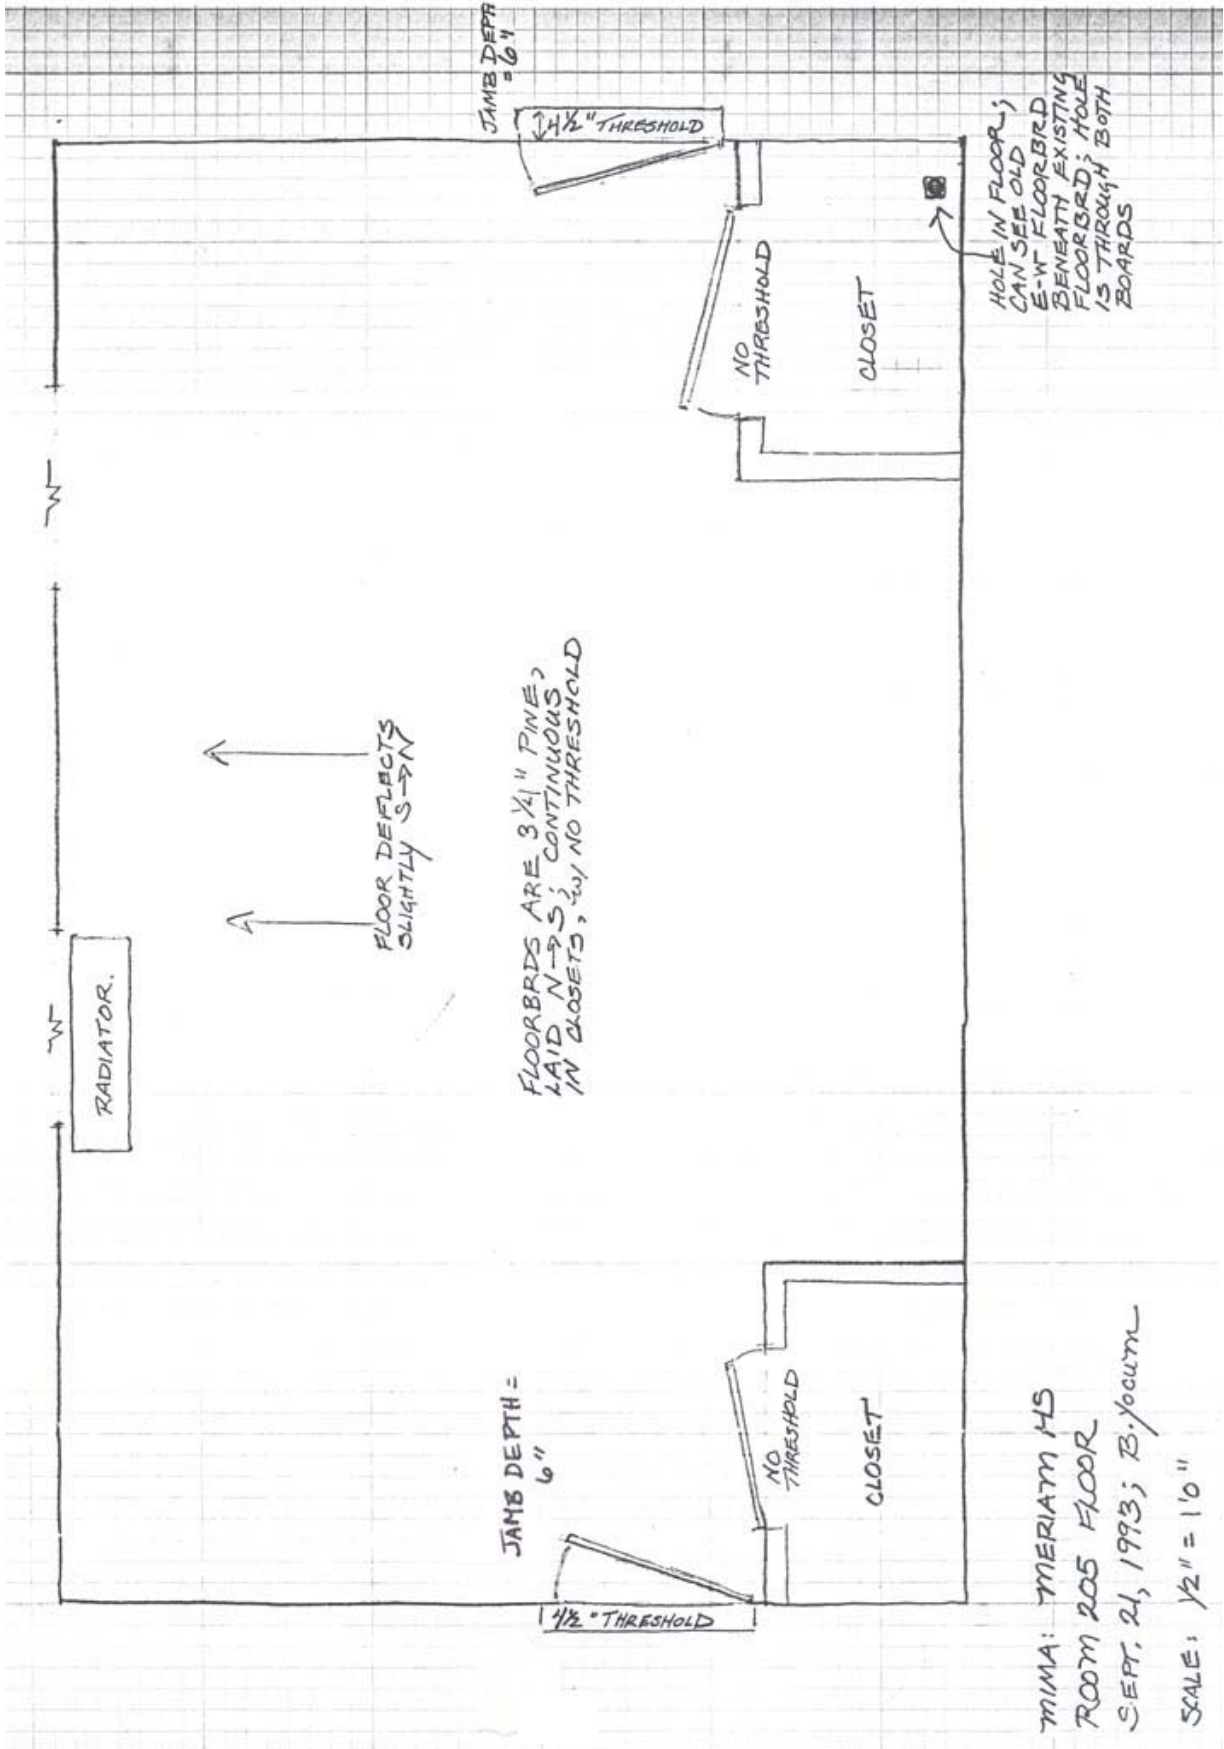 W
W
RADIATOR.
FLOOR DEFLECTS
SLIGHTLY S→N
FLOORBRDS ARE 3 1/4" PINE,
LAID N→S; CONTINUOUS
IN CLOSETS, w/ NO THRESHOLD
JAMB DEPTH =
6"
4½" THRESHOLD
NO
THRESHOLD
CLOSET
JAMB DEPTH
= 6"
4½" THRESHOLD
NO
THRESHOLD
CLOSET
HOLE IN FLOOR;
CAN SEE OLD
E-W FLOORBRD
BENEATH EXISTING
FLOORBRD; HOLE
IS THROUGH BOTH
BOARDS
MIMA: MERIAM HS
ROOM 205 FLOOR
SEPT. 21, 1993; B. Yocum
SCALE: 1/2" = 1'0"